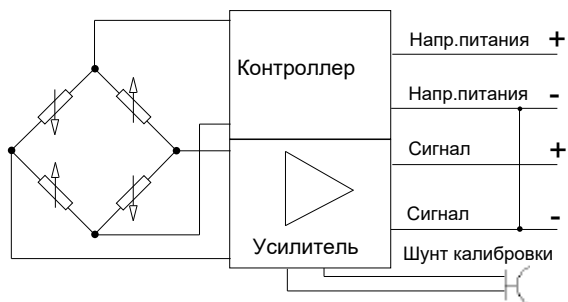 Напр.питания +
Контроллер
Напр.питания -
Сигнал +
Сигнал -
Усилитель
Шунт калибровки